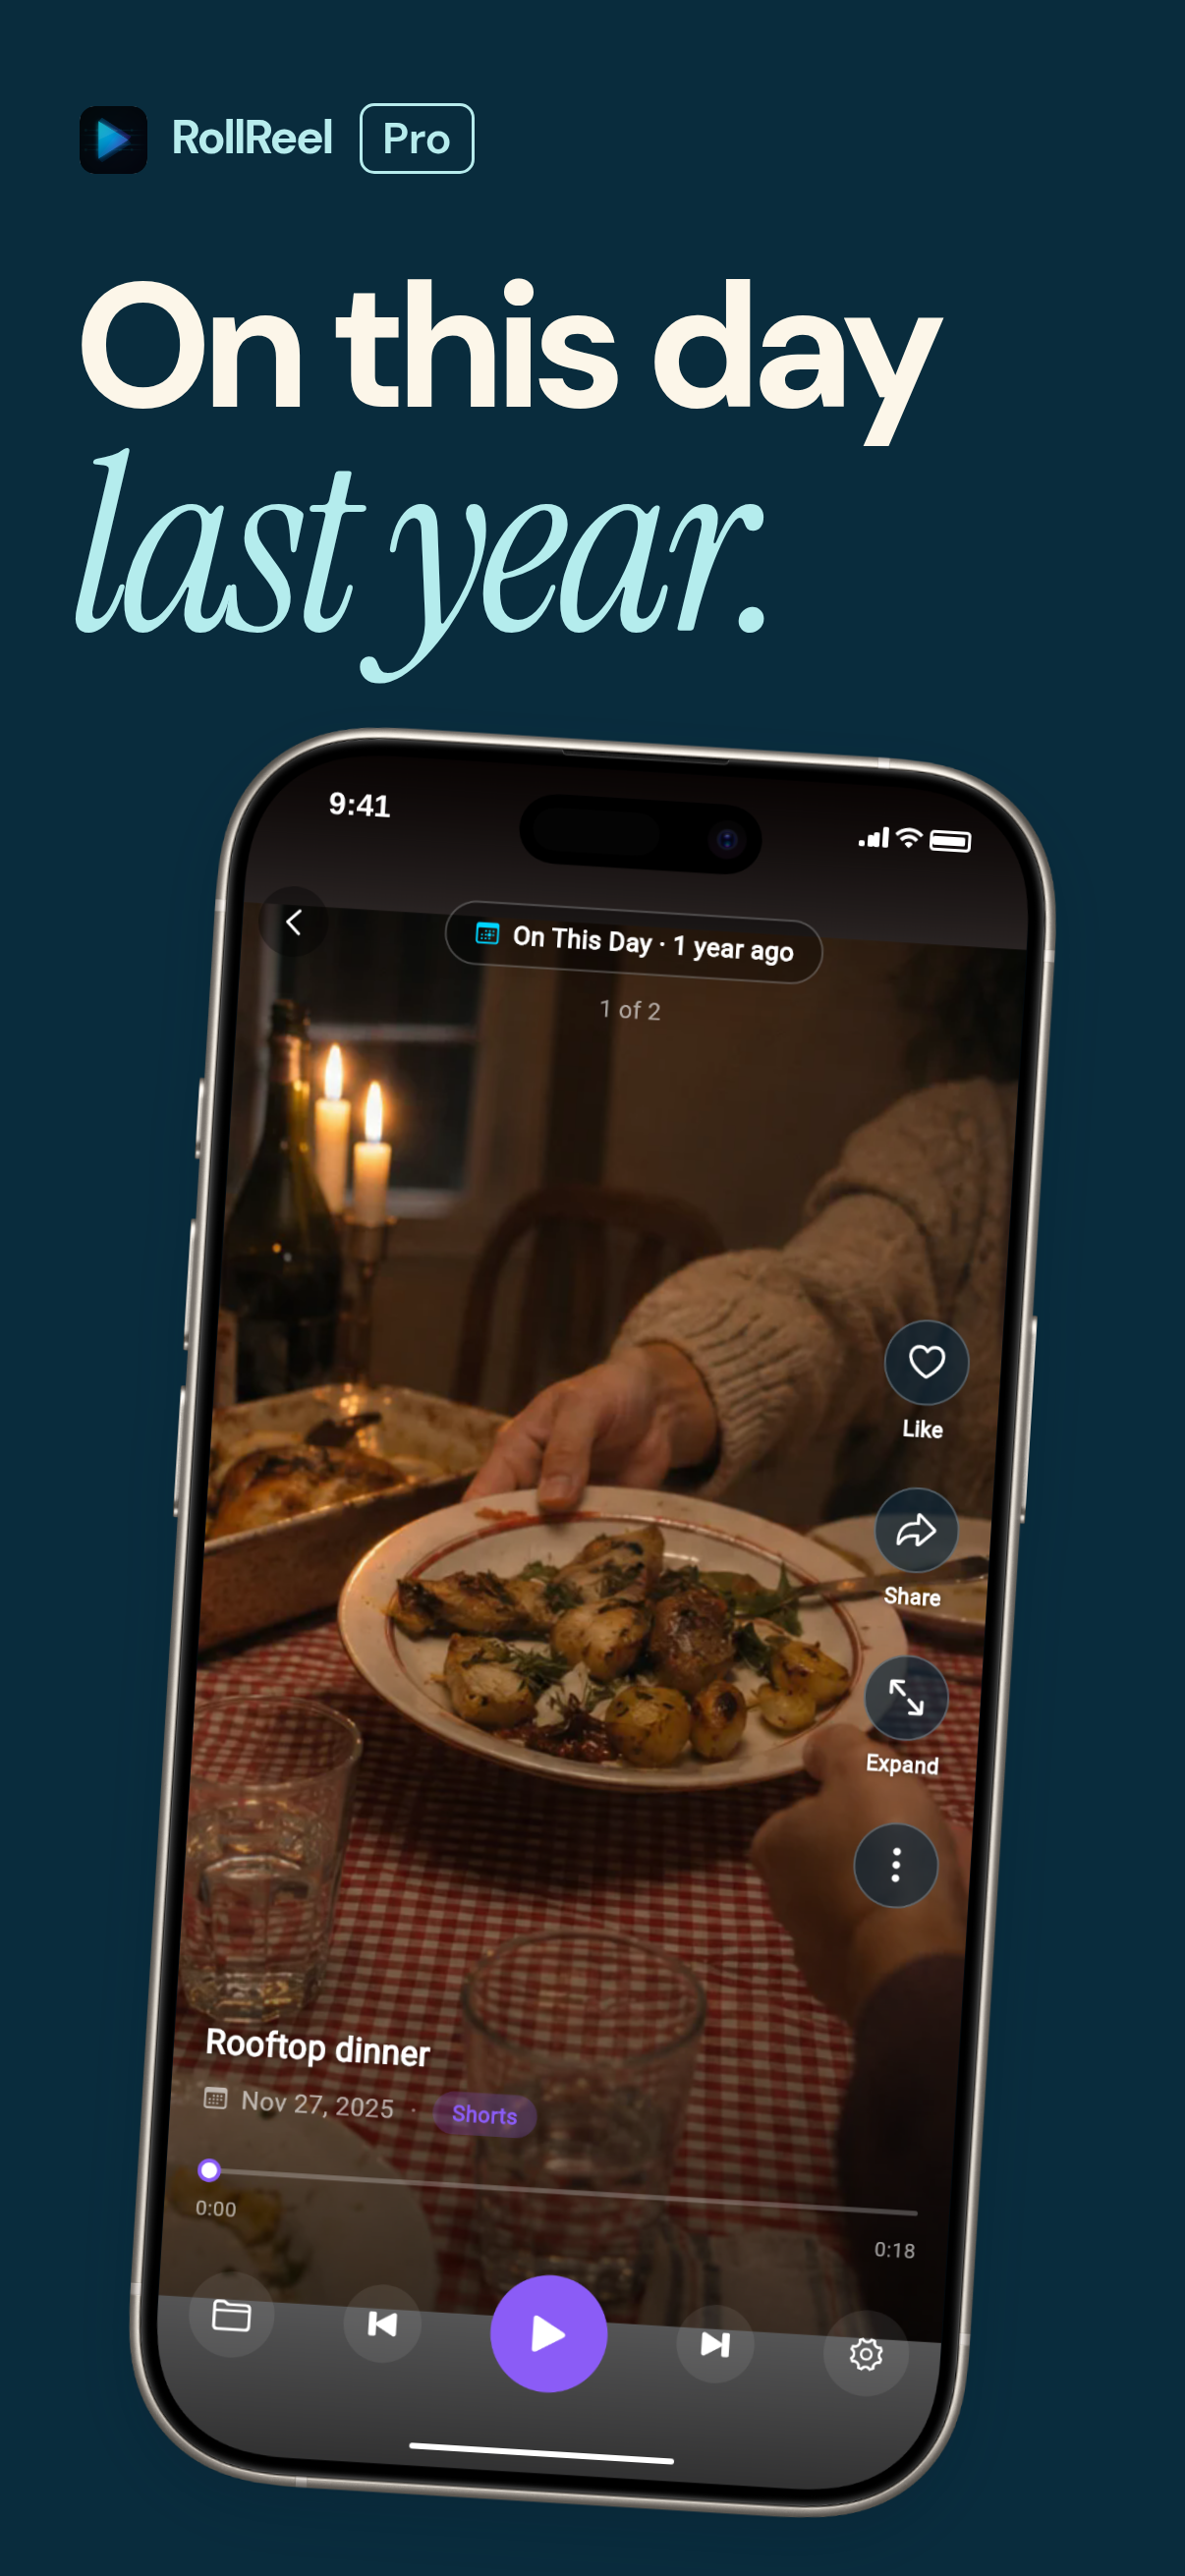 RollReel Pro
On this day
last year.
9:41
On This Day · 1 year ago
1 of 2
Like
Share
Expand
Rooftop dinner
Nov 27, 2025 · Shorts
0:00
0:18